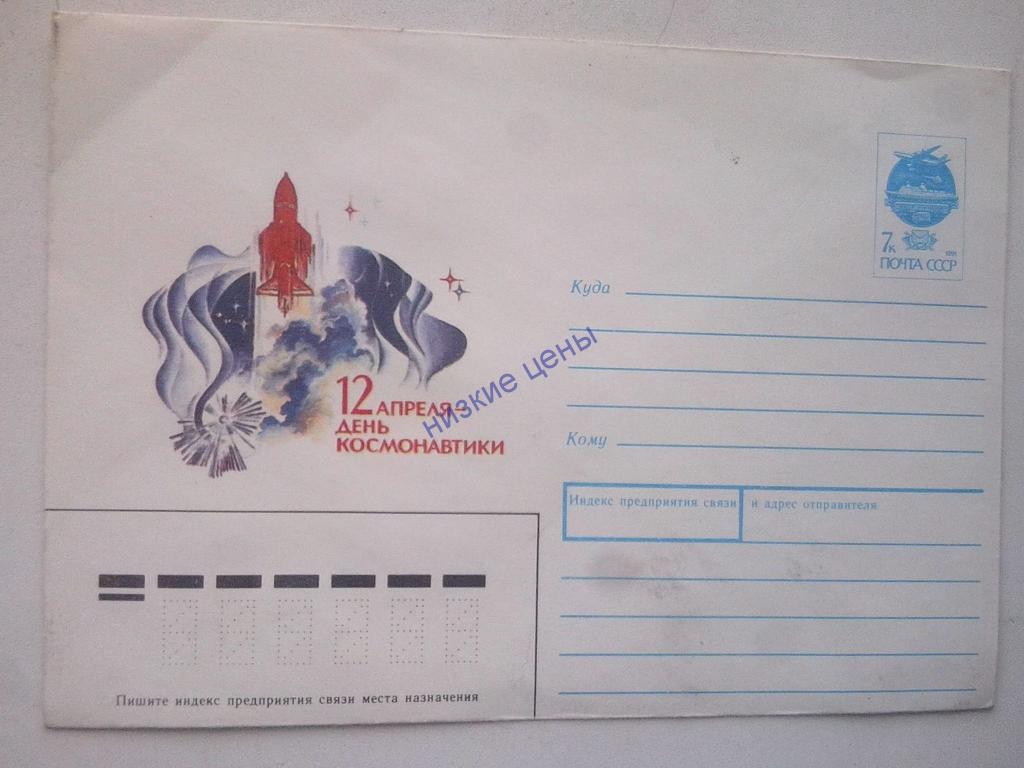 7к 1991
ПОЧТА СССР
Куда
Кому
12 АПРЕЛЯ –
ДЕНЬ
КОСМОНАВТИКИ
низкие цены
Индекс предприятия связи и адрес отправителя
Пишите индекс предприятия связи места назначения